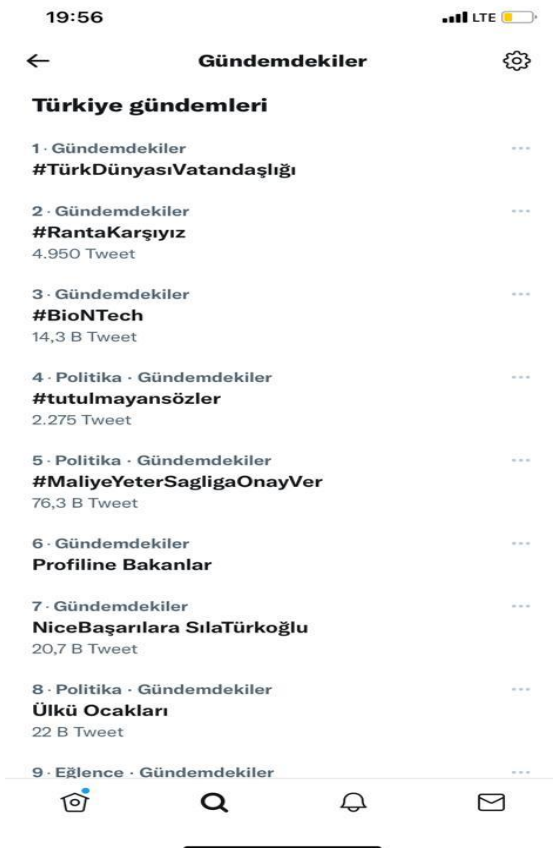 19:56
LTE
Gündemdekiler
Türkiye gündemleri
1 · Gündemdekiler
#TürkDünyasıVatandaşlığı
2 · Gündemdekiler
#RantaKarşıyız
4.950 Tweet
3 · Gündemdekiler
#BioNTech
14,3 B Tweet
4 · Politika · Gündemdekiler
#tutulmayansözler
2.275 Tweet
5 · Politika · Gündemdekiler
#MaliyeYeterSagligaOnayVer
76,3 B Tweet
6 · Gündemdekiler
Profiline Bakanlar
7 · Gündemdekiler
NiceBaşarılara SılaTürkoğlu
20,7 B Tweet
8 · Politika · Gündemdekiler
Ülkü Ocakları
22 B Tweet
9 · Eğlence · Gündemdekiler